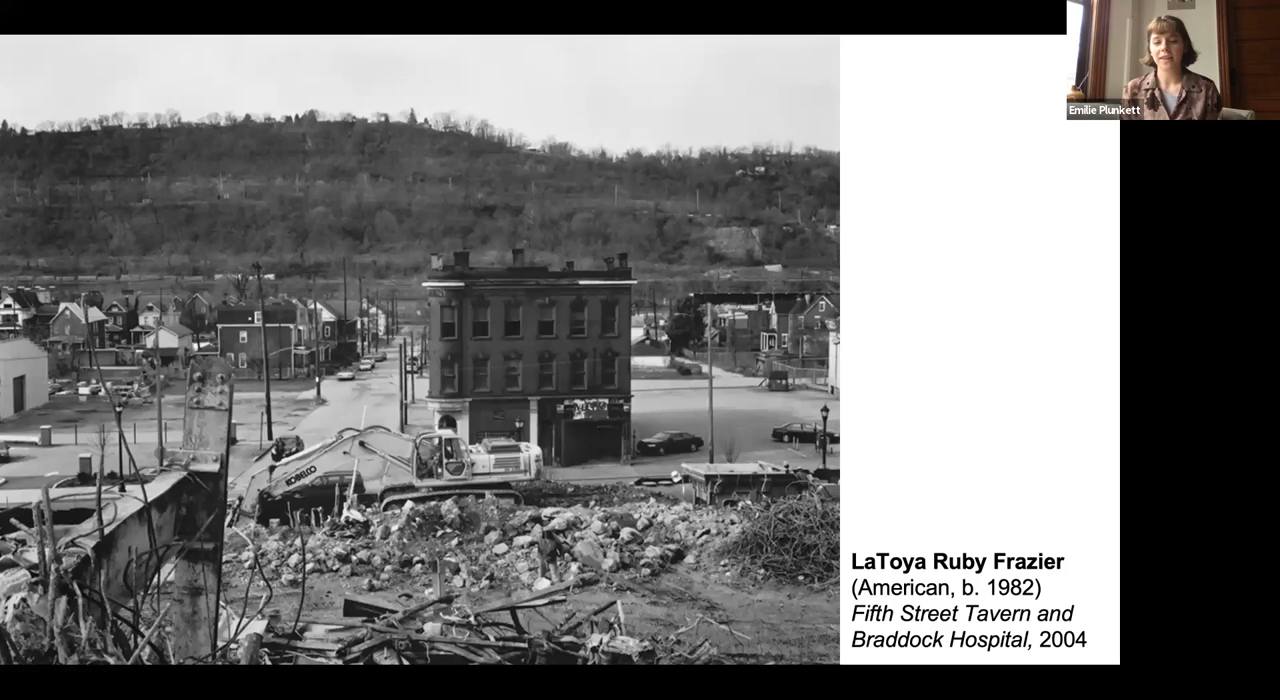 Emilie Plunkett
KOBELCO
LaToya Ruby Frazier
(American, b. 1982)
Fifth Street Tavern and
Braddock Hospital, 2004